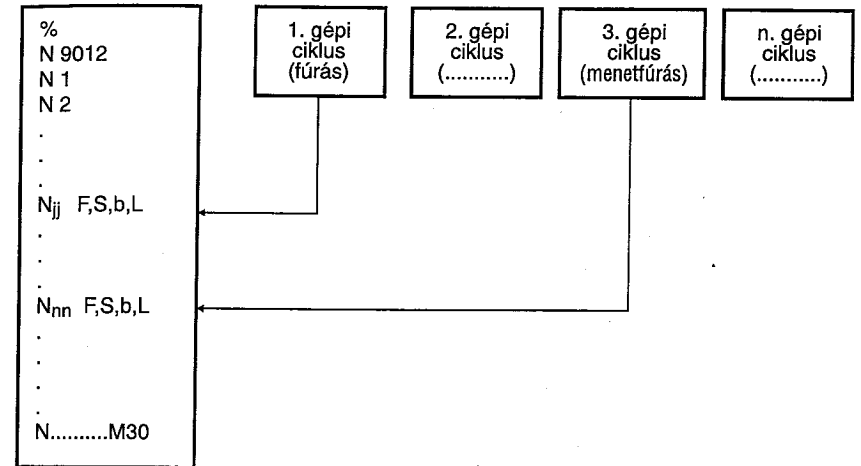 %
N 9012
N 1
N 2
.
.
.
Njj F,S,b,L
.
.
.
Nnn F,S,b,L
.
.
.
.
N..........M30
1. gépi
ciklus
(fúrás)
2. gépi
ciklus
(...........)
3. gépi
ciklus
(menetfúrás)
n. gépi
ciklus
(...........)